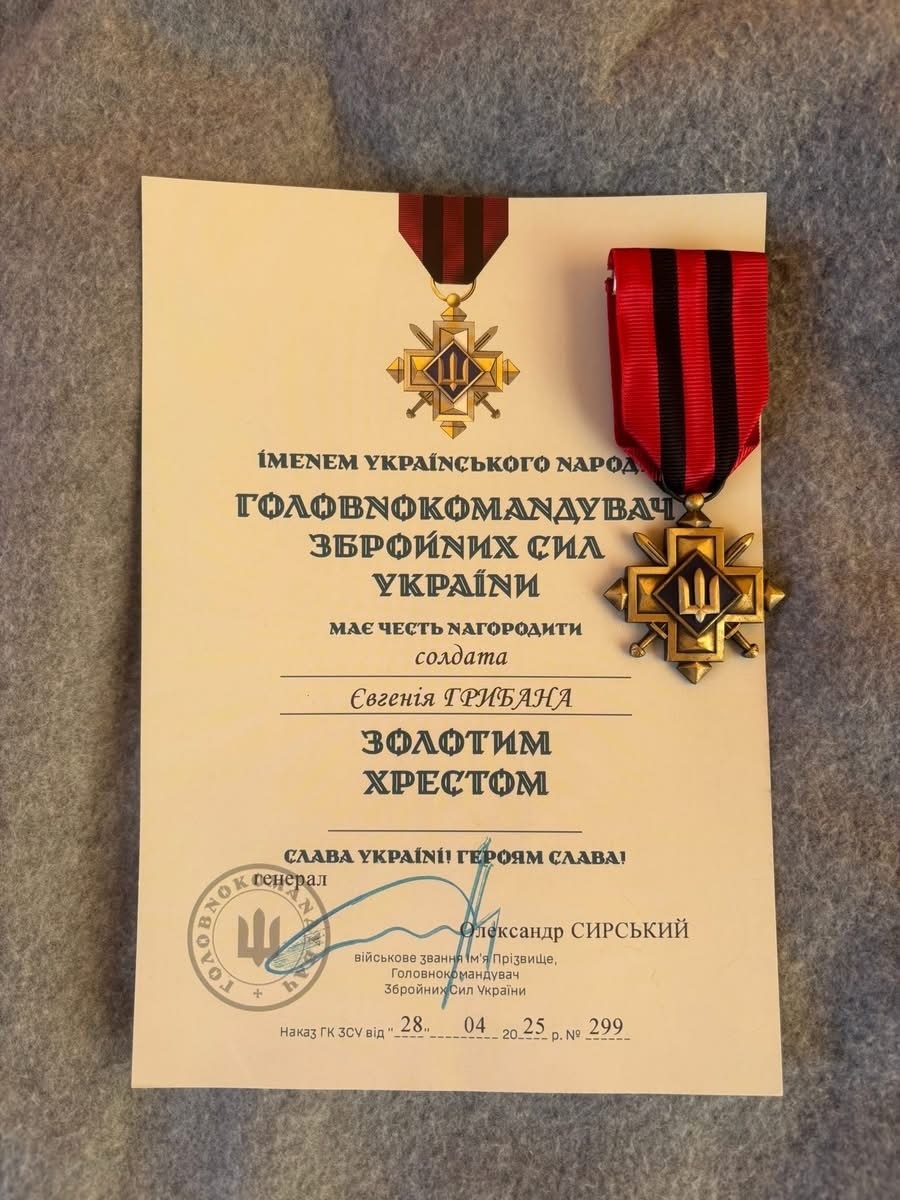 ІМЕНЕМ УКРАЇНСЬКОГО
ГОЛОВНОКОМАНДУВАЧ
ЗБРОЙНИХ СИЛ
УКРАЇНИ
МАЄ ЧЕСТЬ НАГОРОДИТИ
солдата
Євгенія ГРИБАНА
ЗОЛОТИМ
ХРЕСТОМ
СЛАВА УКРАЇНІ! ГЕРОЯМ СЛАВА!
генерал
ГОЛОВНОКОМАНДУВАЧ
Олександр СИРСЬКИЙ
військове звання Ім'я Прізвище,
Головнокомандувач
Збройних Сил України
Наказ ГК ЗСУ від "28" 04 2025 р. № 299